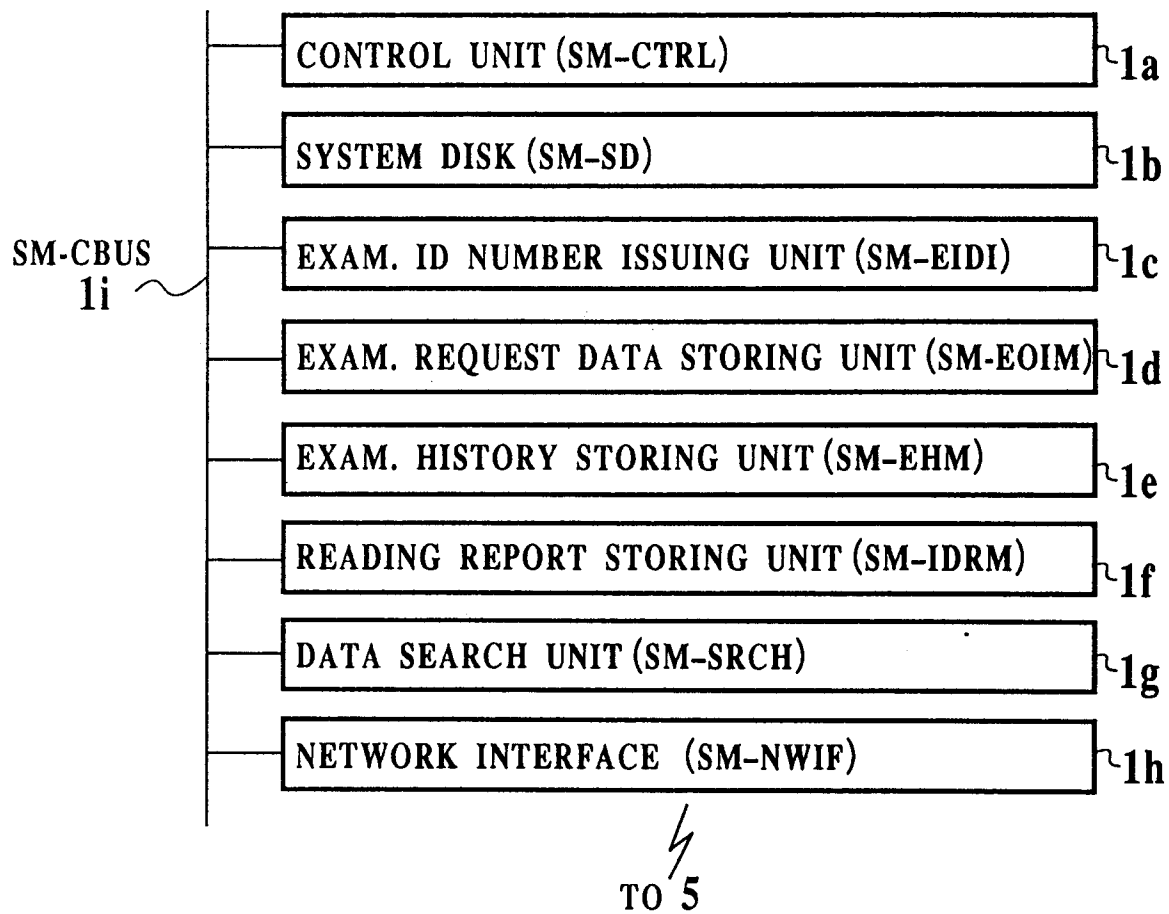 CONTROL UNIT (SM-CTRL)
1a
SYSTEM DISK (SM-SD)
1b
SM-CBUS
1i
EXAM. ID NUMBER ISSUING UNIT (SM-EIDI)
1c
EXAM. REQUEST DATA STORING UNIT (SM-EOIM)
1d
EXAM. HISTORY STORING UNIT (SM-EHM)
1e
READING REPORT STORING UNIT (SM-IDRM)
1f
DATA SEARCH UNIT (SM-SRCH)
1g
NETWORK INTERFACE (SM-NWIF)
1h
TO 5